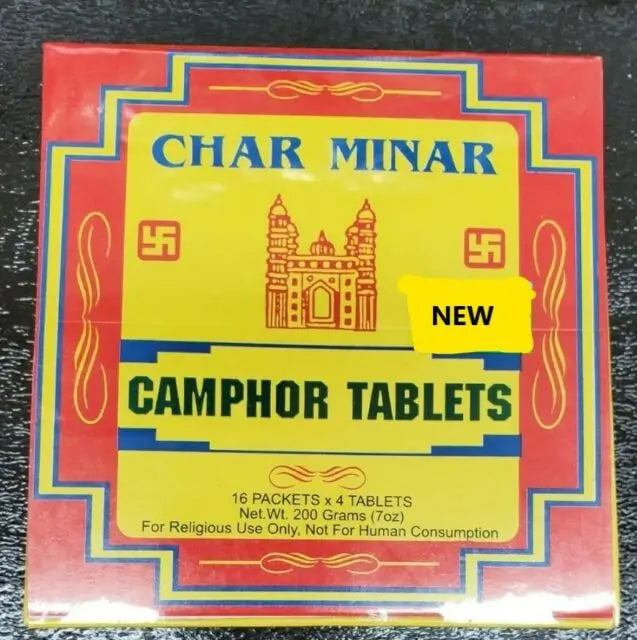 CHAR MINAR
NEW
CAMPHOR TABLETS
16 PACKETS x 4 TABLETS
Net.Wt. 200 Grams (7oz)
For Religious Use Only, Not For Human Consumption